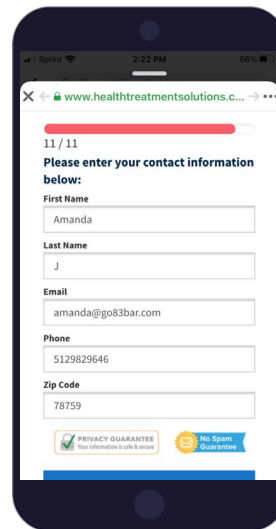 Sprint 2:22 PM 56%
www.healthtreatmentsolutions.c...
11 / 11
Please enter your contact information
below:
First Name
Amanda
Last Name
J
Email
amanda@go83bar.com
Phone
5129829646
Zip Code
78759
PRIVACY GUARANTEE
Your information is safe & secure
No Spam
Guarantee